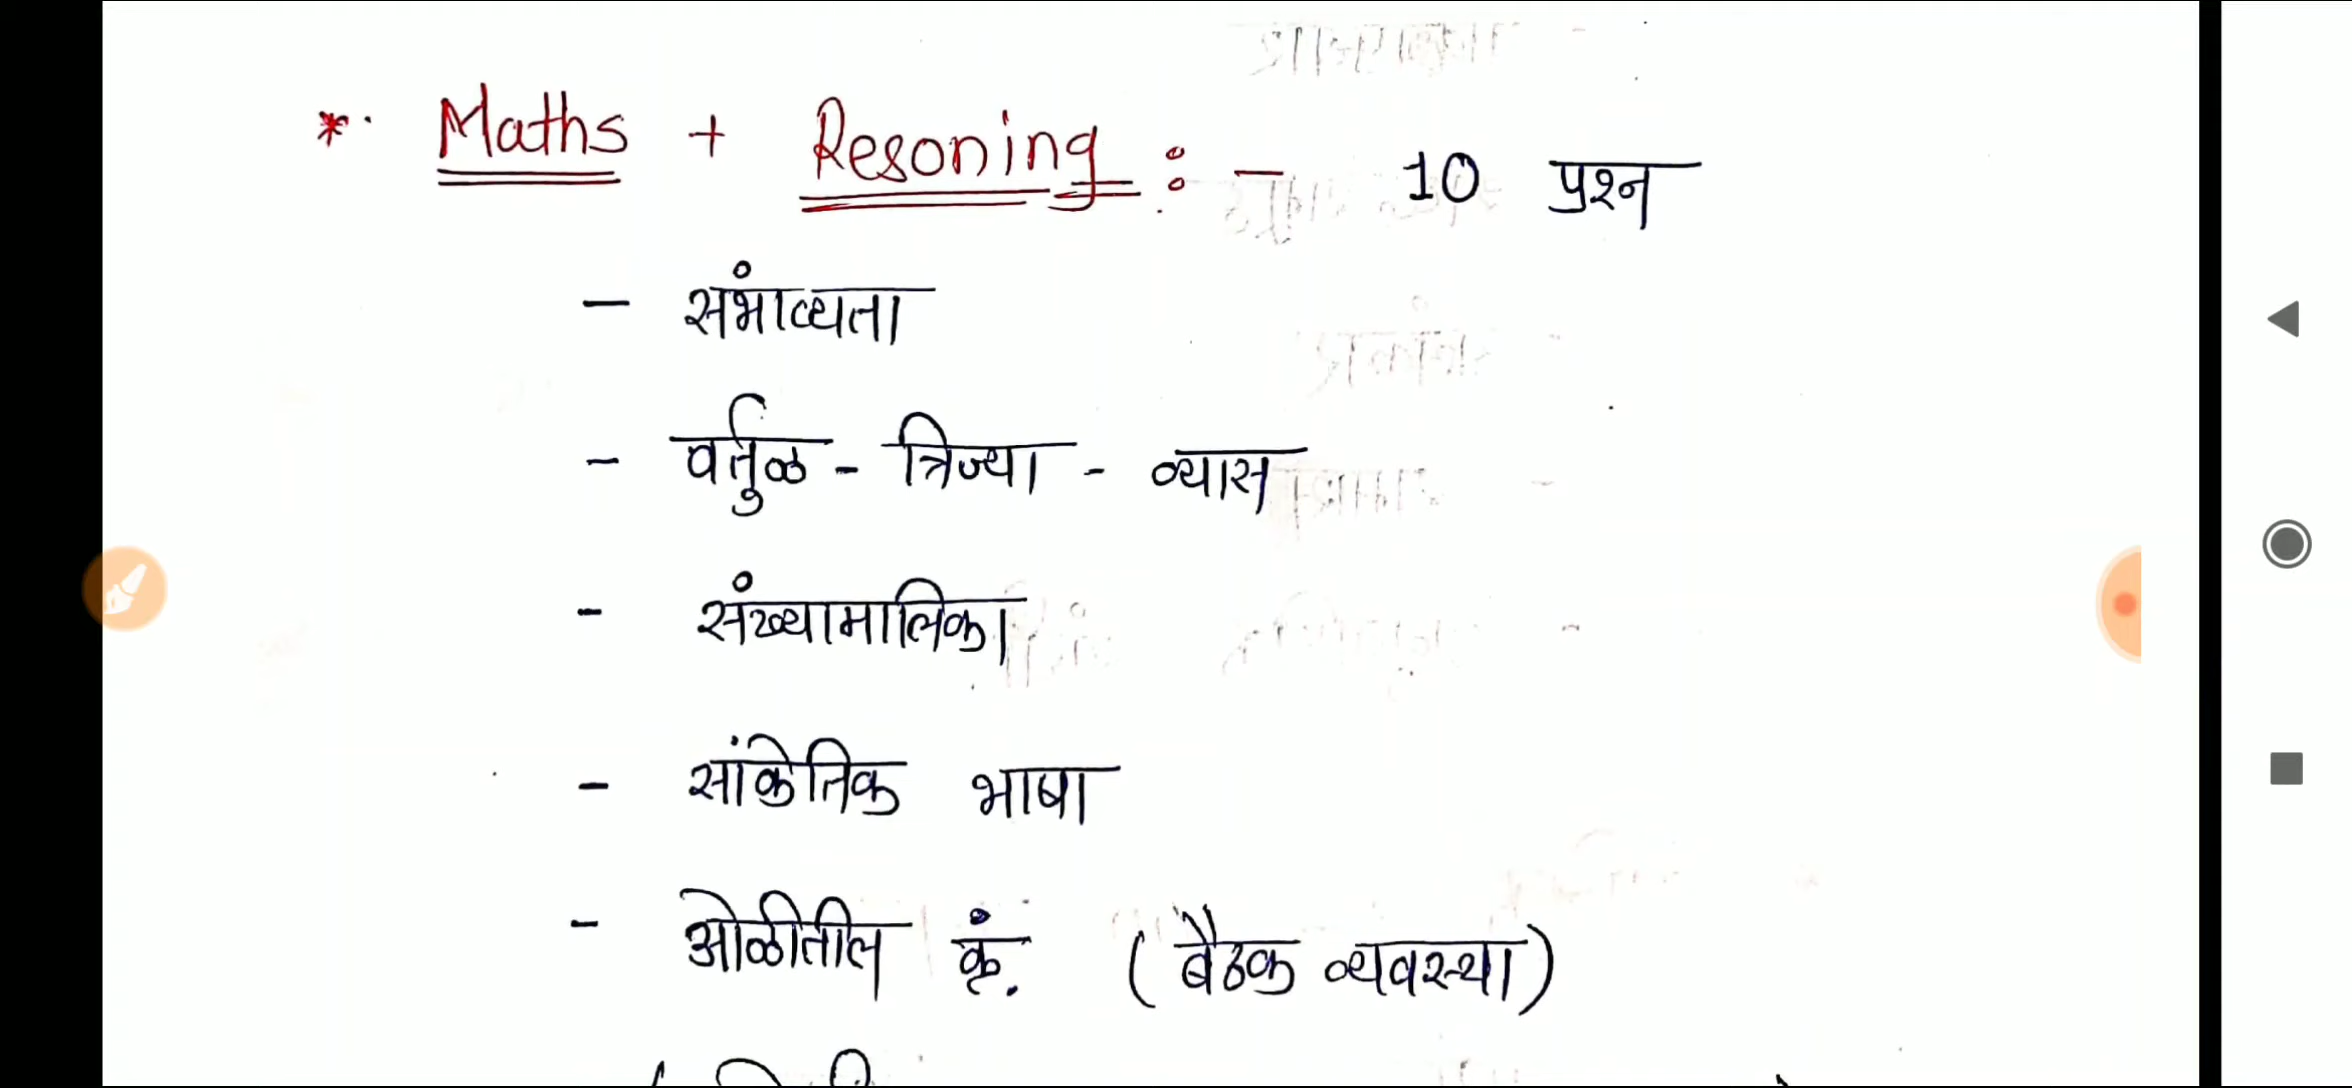 * Maths + Resoning :- 10 प्रश्न
- संभाव्यता
- वर्तुळ - त्रिज्या - व्यास
- संख्यामालिका
- सांकेतिक भाषा
- ओळीतील क्रं. (बैठक व्यवस्था)